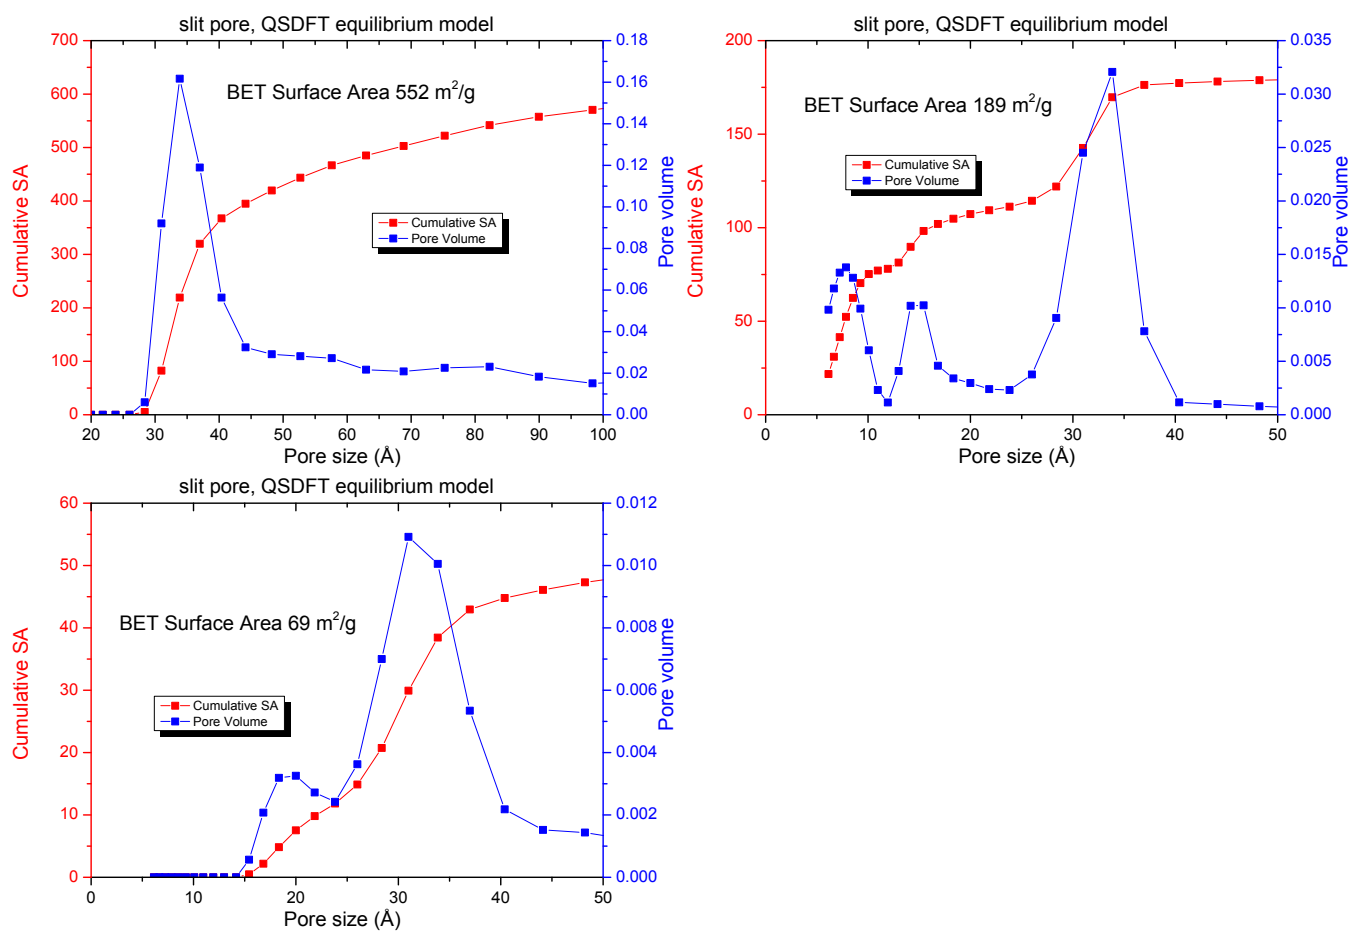 slit pore, QSDFT equilibrium model
700
600
500
400
300
200
100
0
Cumulative SA
0.18
0.16
0.14
0.12
0.10
0.08
0.06
0.04
0.02
0.00
Pore volume
BET Surface Area 552 m²/g
Cumulative SA
Pore Volume
20 30 40 50 60 70 80 90 100
Pore size (Å)
slit pore, QSDFT equilibrium model
200
150
100
50
0
Cumulative SA
0.035
0.030
0.025
0.020
0.015
0.010
0.005
0.000
Pore volume
BET Surface Area 189 m²/g
Cumulative SA
Pore Volume
0 10 20 30 40 50
Pore size (Å)
slit pore, QSDFT equilibrium model
60
50
40
30
20
10
0
Cumulative SA
0.012
0.010
0.008
0.006
0.004
0.002
0.000
Pore volume
BET Surface Area 69 m²/g
Cumulative SA
Pore Volume
0 10 20 30 40 50
Pore size (Å)